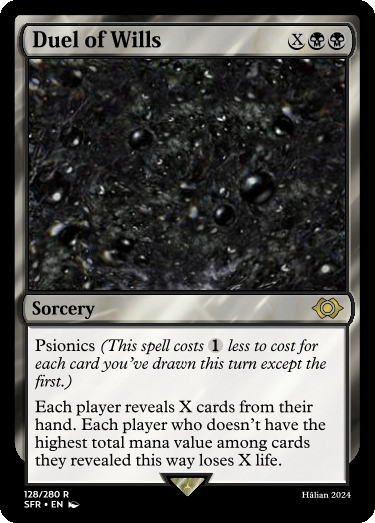 Duel of Wills X
Sorcery
Psionics (This spell costs 1 less to cost for
each card you've drawn this turn except the
first.)
Each player reveals X cards from their
hand. Each player who doesn't have the
highest total mana value among cards
they revealed this way loses X life.
128/280 R
SFR • EN Hålian 2024